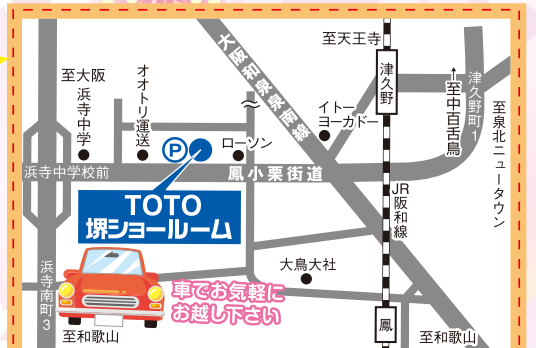 至天王寺
大阪和泉泉南線
津久野
至大阪
浜寺中学
オオトリ運送
イトーヨーカドー
津久野町1
至中百舌鳥
至泉北ニュータウン
P
ローソン
浜寺中学校前
鳳小栗街道
TOTO
堺ショールーム
JR阪和線
浜寺南町3
大鳥大社
車でお気軽に
お越し下さい
鳳
至和歌山
至和歌山